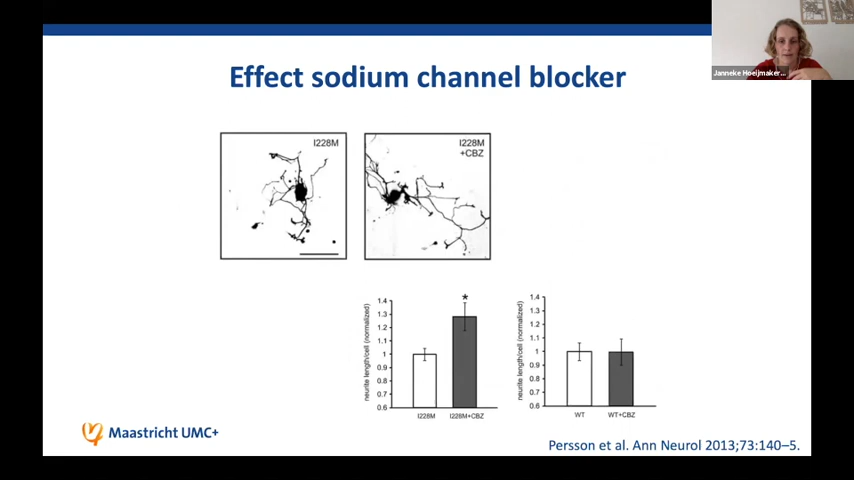 Janneke Hoeijmaker...
Effect sodium channel blocker
I228M
I228M
+CBZ
neurite length/cell (normalized)
1.4
1.3
1.2
1.1
1
0.9
0.8
0.7
0.6
*
I228M
I228M+CBZ
neurite length/cell (normalized)
1.4
1.3
1.2
1.1
1
0.9
0.8
0.7
0.6
WT
WT+CBZ
Maastricht UMC+
Persson et al. Ann Neurol 2013;73:140–5.